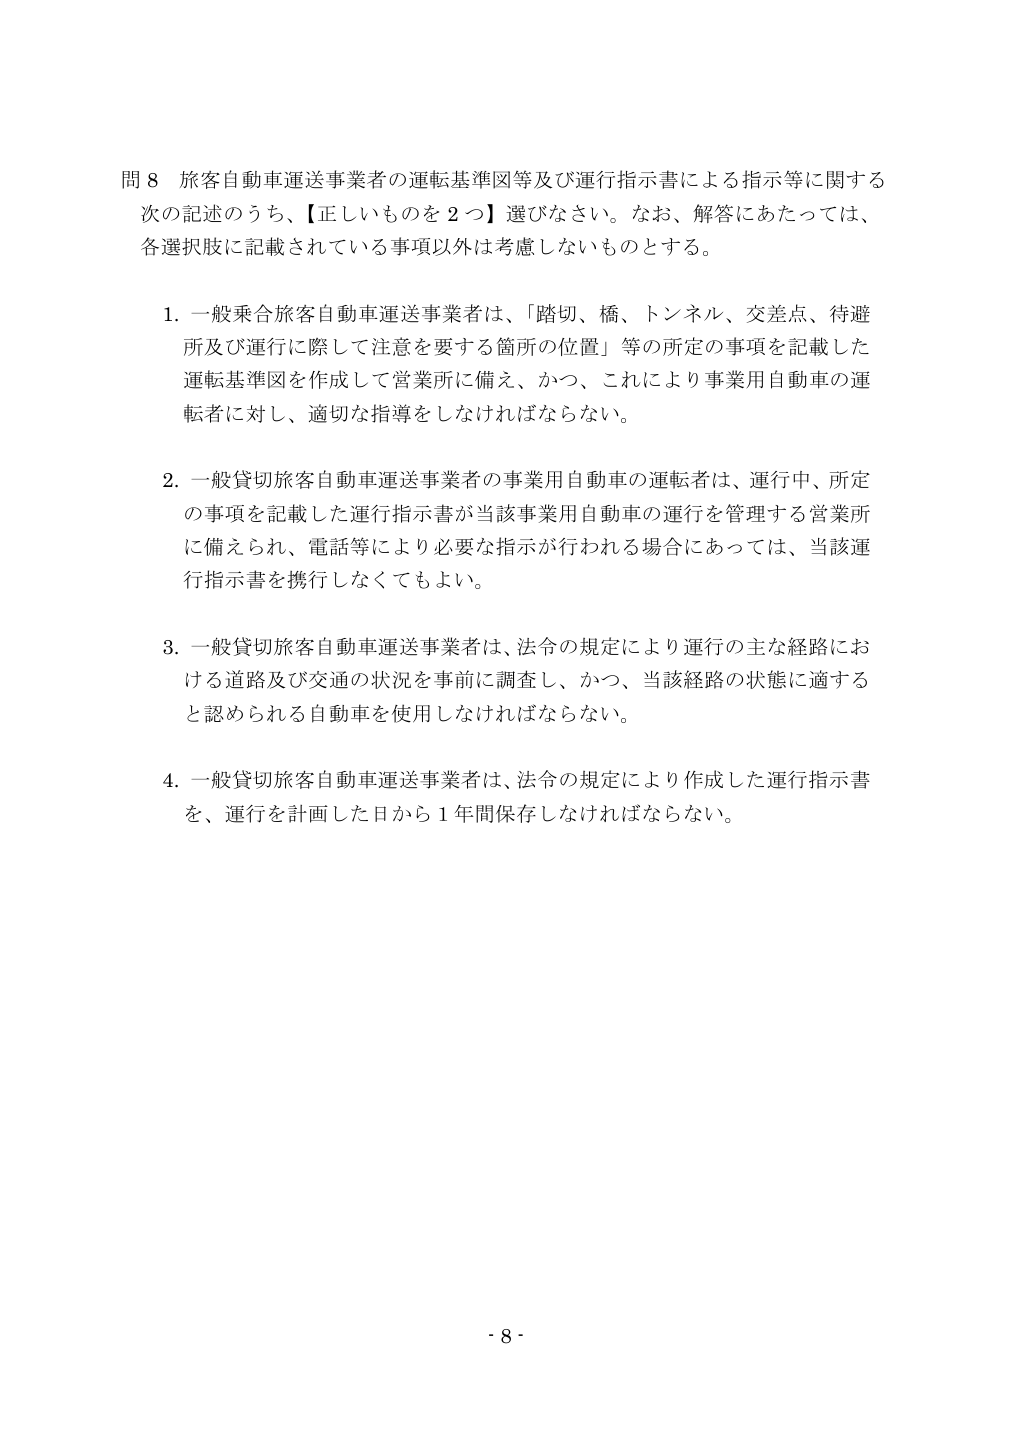 問 8　旅客自動車運送事業者の運転基準図等及び運行指示書による指示等に関する
次の記述のうち、【正しいものを 2 つ】選びなさい。なお、解答にあたっては、
各選択肢に記載されている事項以外は考慮しないものとする。
1. 一般乗合旅客自動車運送事業者は、「踏切、橋、トンネル、交差点、待避
所及び運行に際して注意を要する箇所の位置」等の所定の事項を記載した
運転基準図を作成して営業所に備え、かつ、これにより事業用自動車の運
転者に対し、適切な指導をしなければならない。
2. 一般貸切旅客自動車運送事業者の事業用自動車の運転者は、運行中、所定
の事項を記載した運行指示書が当該事業用自動車の運行を管理する営業所
に備えられ、電話等により必要な指示が行われる場合にあっては、当該運
行指示書を携行しなくてもよい。
3. 一般貸切旅客自動車運送事業者は、法令の規定により運行の主な経路にお
ける道路及び交通の状況を事前に調査し、かつ、当該経路の状態に適する
と認められる自動車を使用しなければならない。
4. 一般貸切旅客自動車運送事業者は、法令の規定により作成した運行指示書
を、運行を計画した日から 1 年間保存しなければならない。
- 8 -